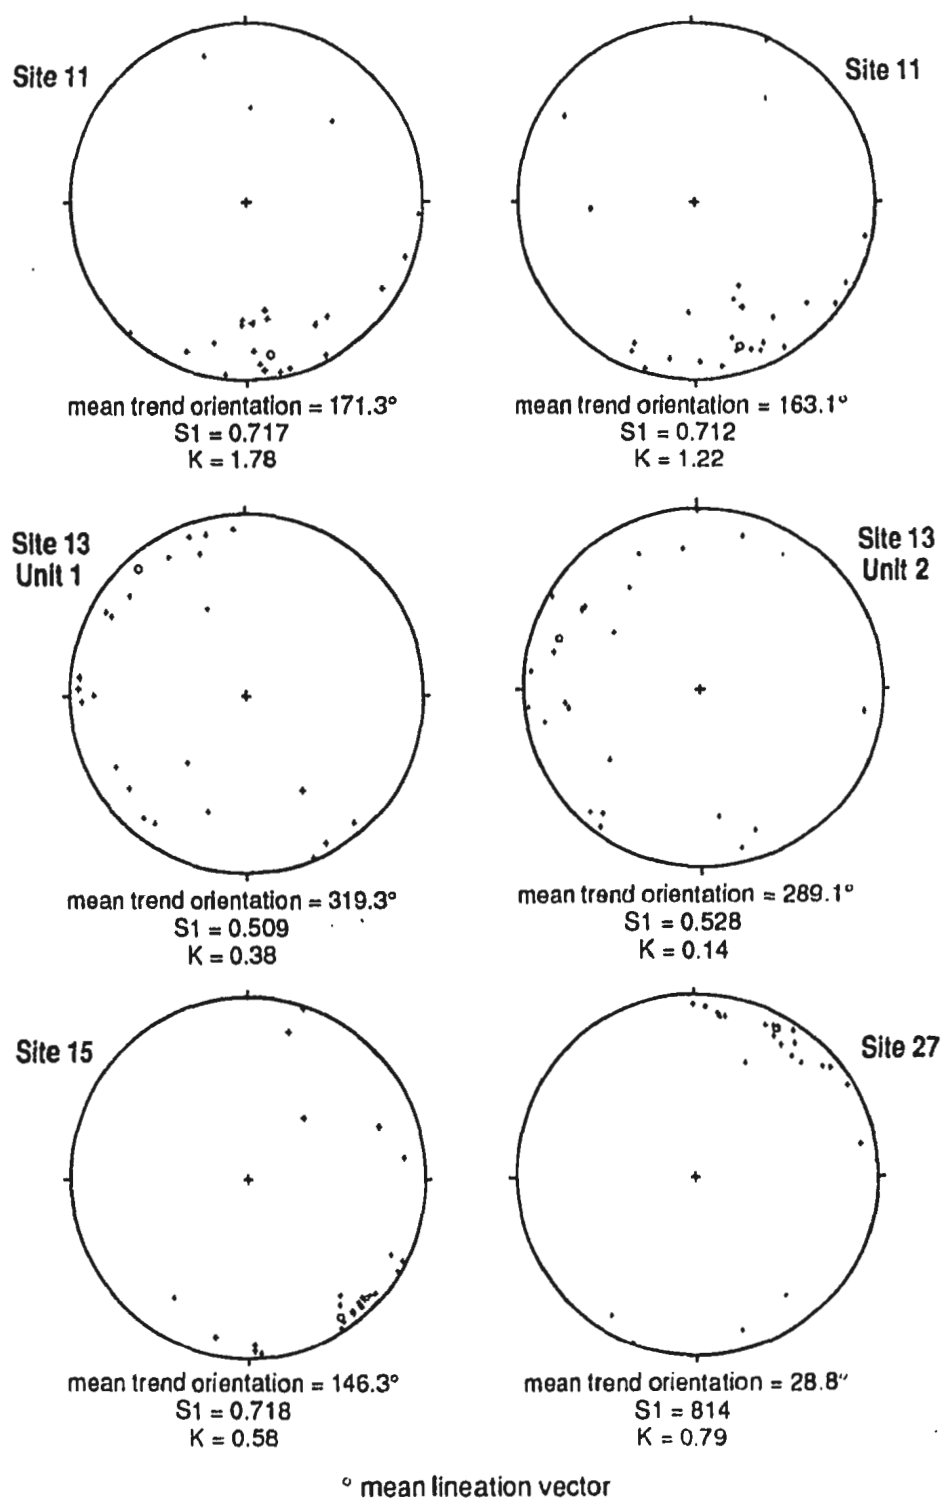 Site 11
mean trend orientation = 171.3°
S1 = 0.717
K = 1.78
Site 11
mean trend orientation = 163.1°
S1 = 0.712
K = 1.22
Site 13
Unit 1
mean trend orientation = 319.3°
S1 = 0.509
K = 0.38
Site 13
Unit 2
mean trend orientation = 289.1°
S1 = 0.528
K = 0.14
Site 15
mean trend orientation = 146.3°
S1 = 0.718
K = 0.58
Site 27
mean trend orientation = 28.8"
S1 = 814
K = 0.79
° mean lineation vector